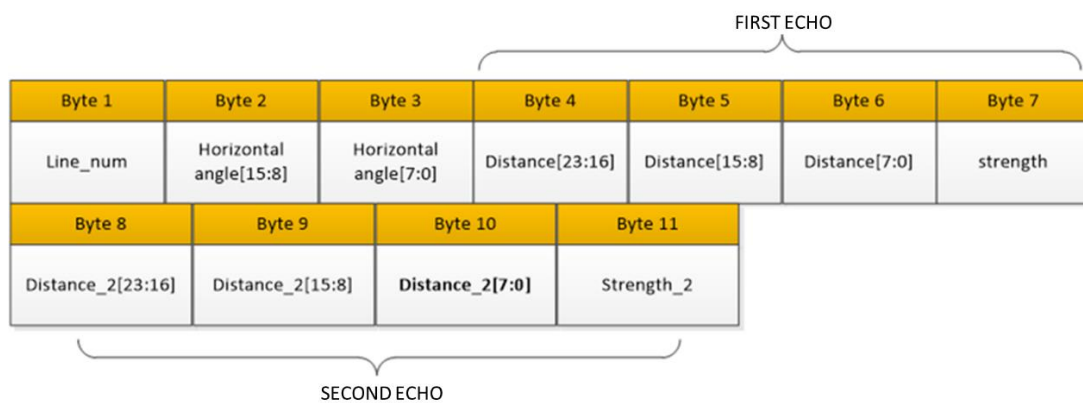 FIRST ECHO
Byte 1 Byte 2 Byte 3 Byte 4 Byte 5 Byte 6 Byte 7
Line_num Horizontal angle[15:8] Horizontal angle[7:0] Distance[23:16] Distance[15:8] Distance[7:0] strength
Byte 8 Byte 9 Byte 10 Byte 11
Distance_2[23:16] Distance_2[15:8] Distance_2[7:0] Strength_2
SECOND ECHO